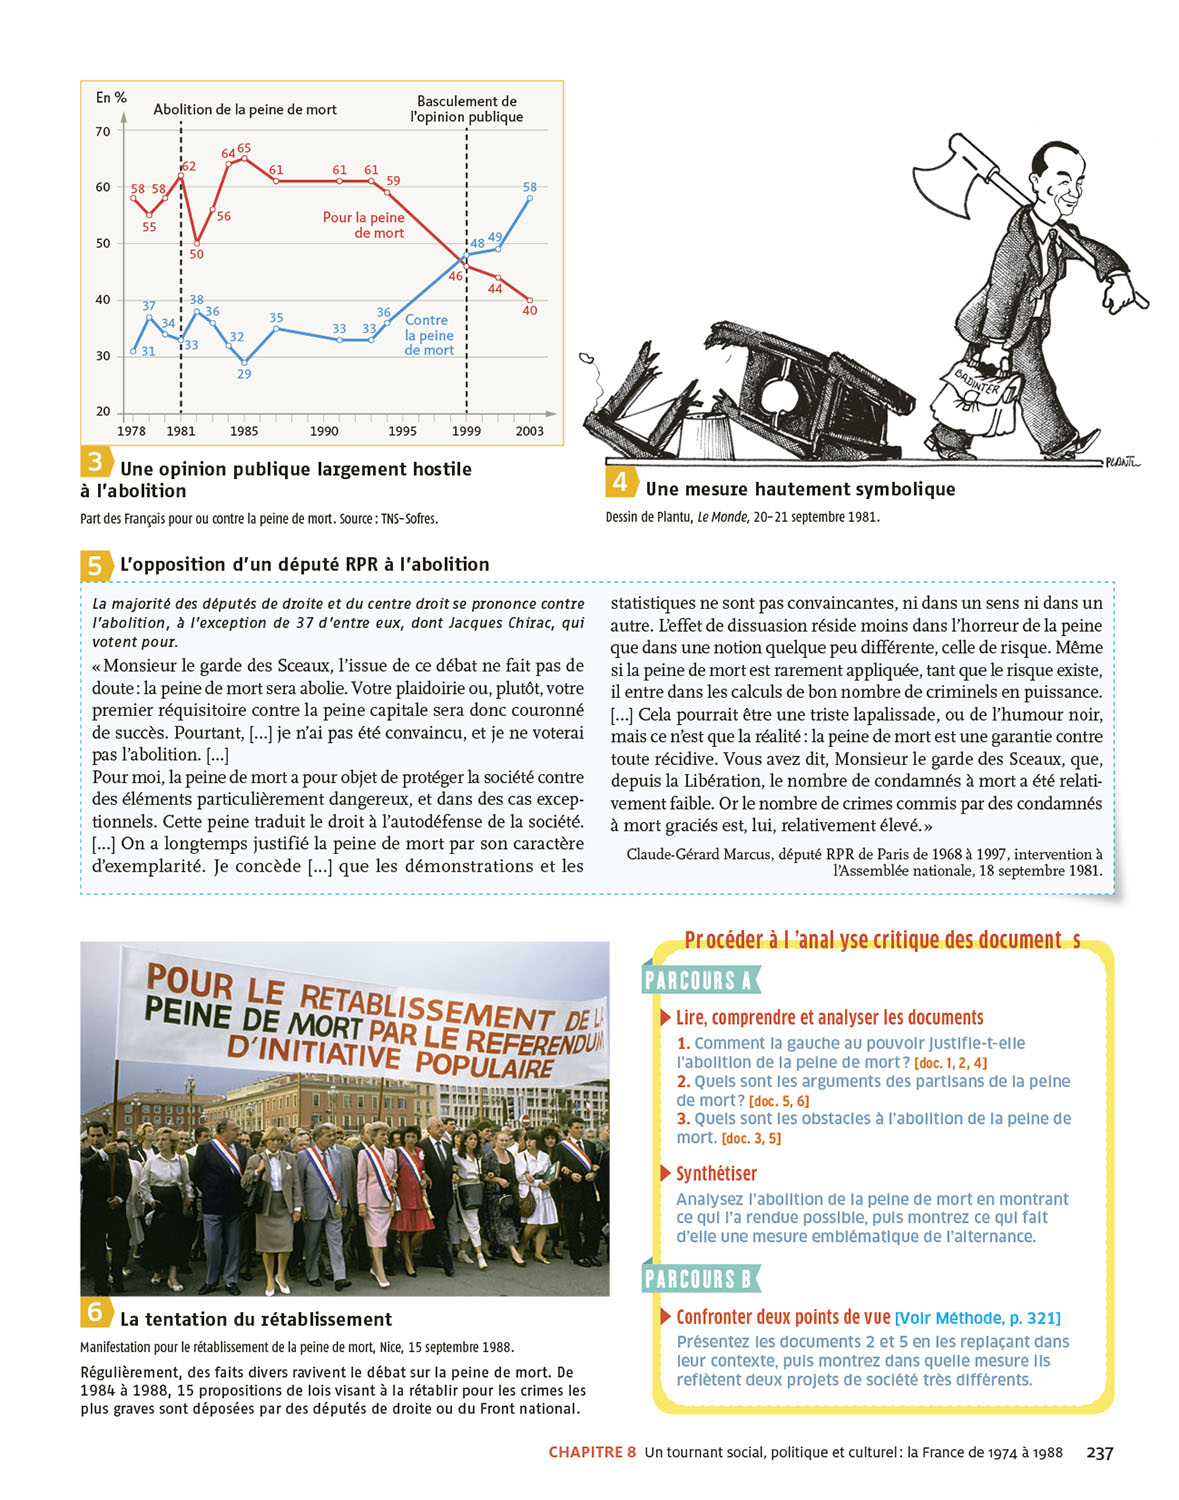 En %
Abolition de la peine de mort
Basculement de
l'opinion publique
70
60
50
40
30
20
58
55
58
62
50
56
64
65
61
61
61
59
46
44
40
Pour la peine
de mort
31
37
34
33
38
36
32
29
35
33
33
36
48
49
58
Contre
la peine
de mort
1978
1981
1985
1990
1995
1999
2003
3 Une opinion publique largement hostile
à l'abolition
Part des Français pour ou contre la peine de mort. Source : TNS-Sofres.
BADINTER
PLANTU
4 Une mesure hautement symbolique
Dessin de Plantu, Le Monde, 20-21 septembre 1981.
5 L'opposition d'un député RPR à l'abolition
La majorité des députés de droite et du centre droit se prononce contre
l'abolition, à l'exception de 37 d'entre eux, dont Jacques Chirac, qui
votent pour.
« Monsieur le garde des Sceaux, l'issue de ce débat ne fait pas de
doute : la peine de mort sera abolie. Votre plaidoirie ou, plutôt, votre
premier réquisitoire contre la peine capitale sera donc couronné
de succès. Pourtant, [...] je n'ai pas été convaincu, et je ne voterai
pas l'abolition. [...]
Pour moi, la peine de mort a pour objet de protéger la société contre
des éléments particulièrement dangereux, et dans des cas excep-
tionnels. Cette peine traduit le droit à l'autodéfense de la société.
[...] On a longtemps justifié la peine de mort par son caractère
d'exemplarité. Je concède [...] que les démonstrations et les
statistiques ne sont pas convaincantes, ni dans un sens ni dans un
autre. L'effet de dissuasion réside moins dans l'horreur de la peine
que dans une notion quelque peu différente, celle de risque. Même
si la peine de mort est rarement appliquée, tant que le risque existe,
il entre dans les calculs de bon nombre de criminels en puissance.
[...] Cela pourrait être une triste lapalissade, ou de l'humour noir,
mais ce n'est que la réalité : la peine de mort est une garantie contre
toute récidive. Vous avez dit, Monsieur le garde des Sceaux, que,
depuis la Libération, le nombre de condamnés à mort a été relati-
vement faible. Or le nombre de crimes commis par des condamnés
à mort graciés est, lui, relativement élevé. »
Claude-Gérard Marcus, député RPR de Paris de 1968 à 1997, intervention à
l'Assemblée nationale, 18 septembre 1981.
POUR LE RETABLISSEMENT DE LA
PEINE DE MORT PAR LE REFERENDUM
D'INITIATIVE POPULAIRE
6 La tentation du rétablissement
Manifestation pour le rétablissement de la peine de mort, Nice, 15 septembre 1988.
Régulièrement, des faits divers ravivent le débat sur la peine de mort. De
1984 à 1988, 15 propositions de lois visant à la rétablir pour les crimes les
plus graves sont déposées par des députés de droite ou du Front national.
Procéder à l 'anal yse critique des document s
PARCOURS A
Lire, comprendre et analyser les documents
1. Comment la gauche au pouvoir justifie-t-elle
l'abolition de la peine de mort ? [doc. 1, 2, 4]
2. Quels sont les arguments des partisans de la peine
de mort ? [doc. 5, 6]
3. Quels sont les obstacles à l'abolition de la peine de
mort. [doc. 3, 5]
Synthétiser
Analysez l'abolition de la peine de mort en montrant
ce qui l'a rendue possible, puis montrez ce qui fait
d'elle une mesure emblématique de l'alternance.
PARCOURS B
Confronter deux points de vue [Voir Méthode, p. 321]
Présentez les documents 2 et 5 en les replaçant dans
leur contexte, puis montrez dans quelle mesure ils
reflètent deux projets de société très différents.
CHAPITRE 8 Un tournant social, politique et culturel : la France de 1974 à 1988 237